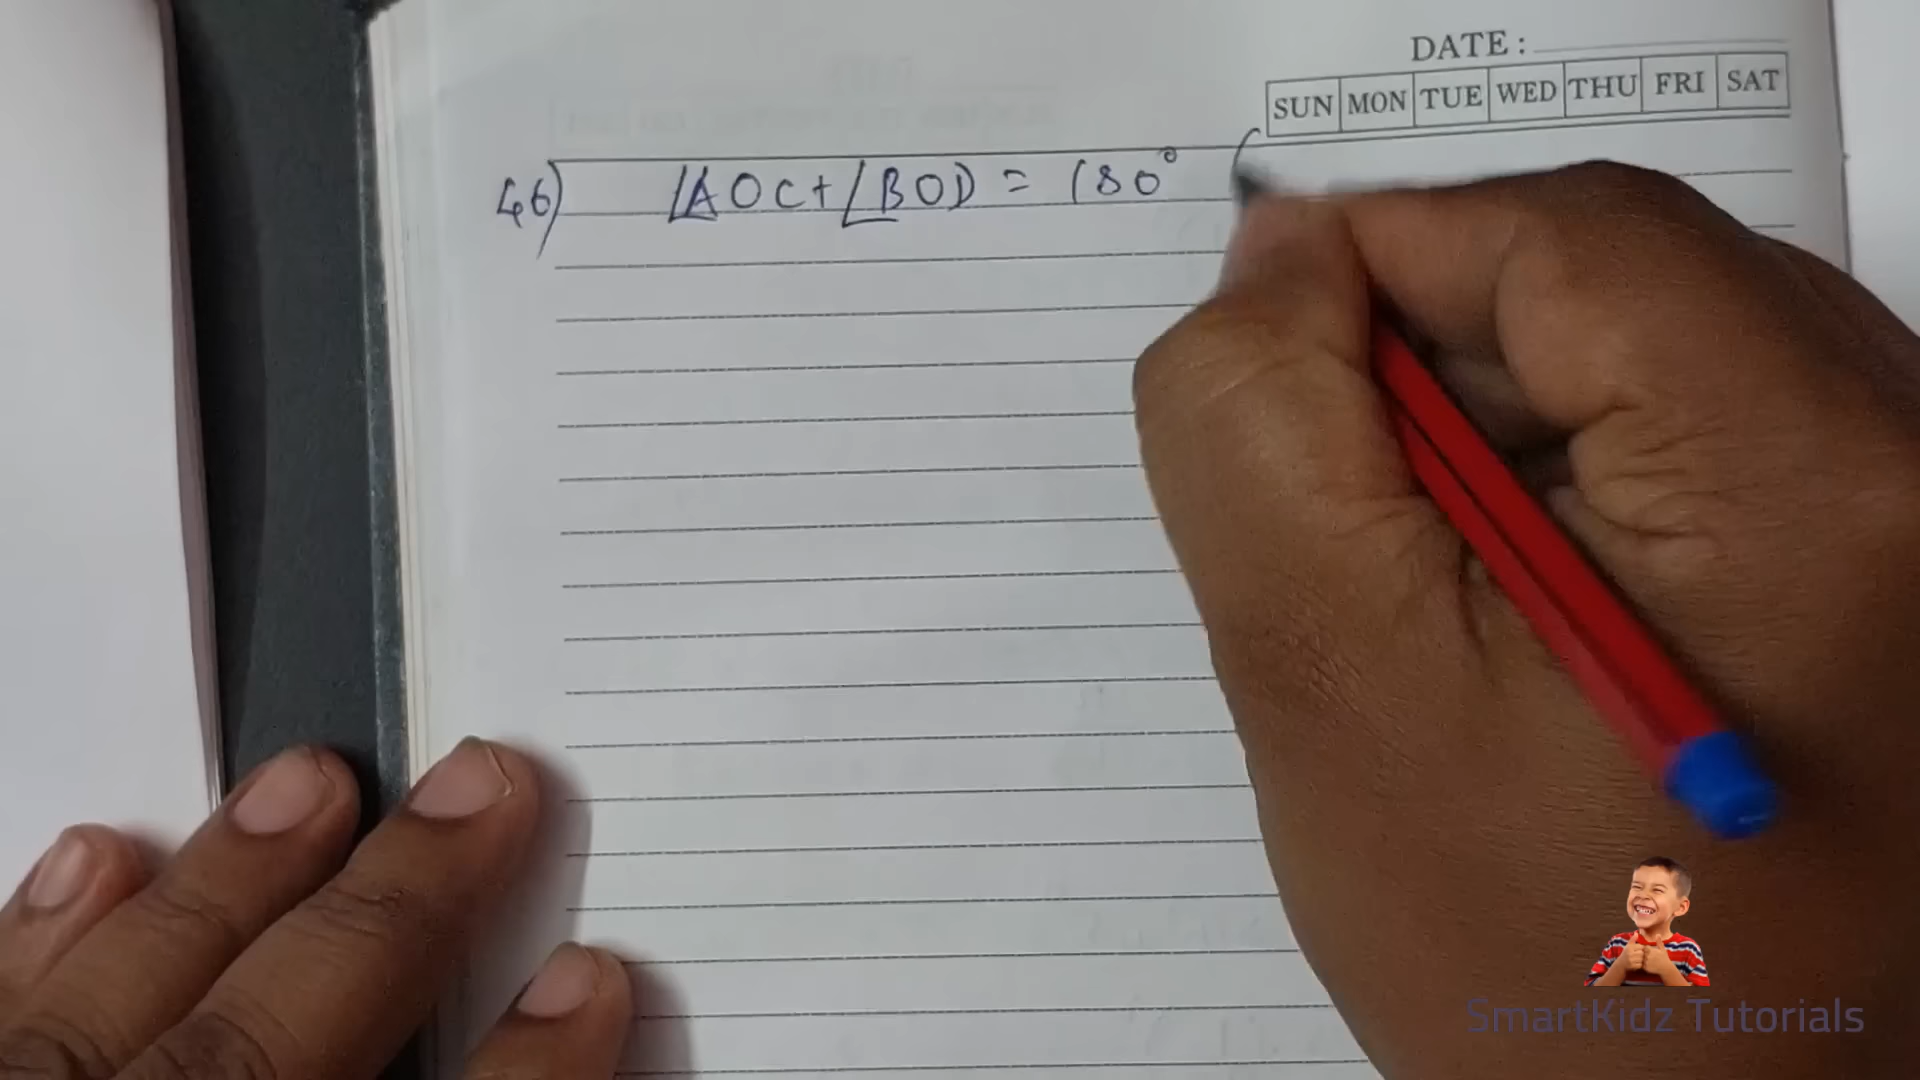 DATE :
SUN MON TUE WED THU FRI SAT
46) ∠AOC + ∠BOD = 180° (
SmartKidz Tutorials